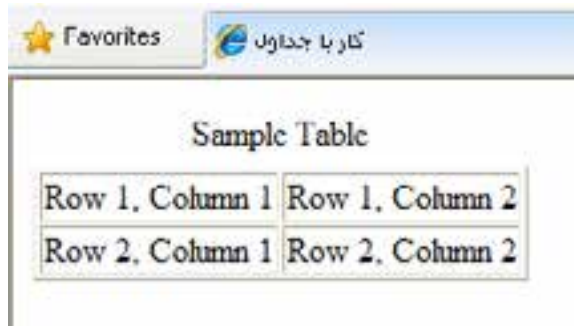 Favorites
کار با جداول
Sample Table
Row 1, Column 1 Row 1, Column 2
Row 2, Column 1 Row 2, Column 2